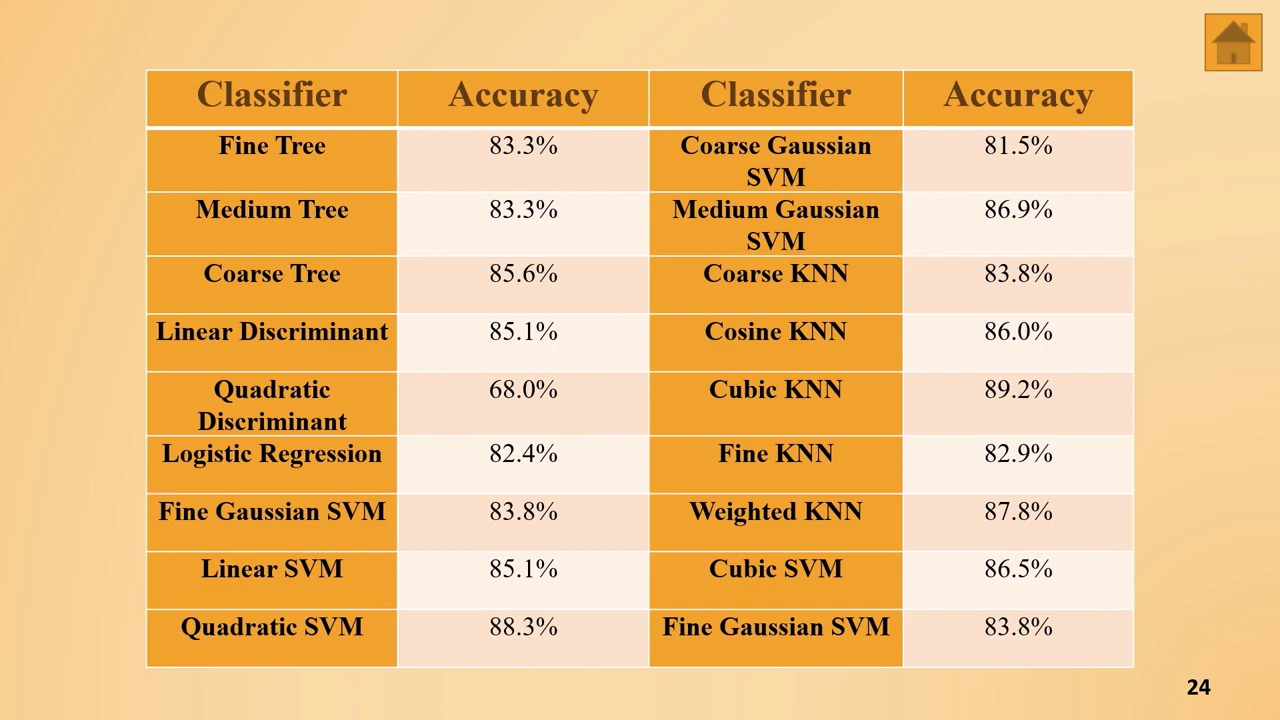 Classifier Accuracy Classifier Accuracy
Fine Tree 83.3% Coarse Gaussian SVM 81.5%
Medium Tree 83.3% Medium Gaussian SVM 86.9%
Coarse Tree 85.6% Coarse KNN 83.8%
Linear Discriminant 85.1% Cosine KNN 86.0%
Quadratic Discriminant 68.0% Cubic KNN 89.2%
Logistic Regression 82.4% Fine KNN 82.9%
Fine Gaussian SVM 83.8% Weighted KNN 87.8%
Linear SVM 85.1% Cubic SVM 86.5%
Quadratic SVM 88.3% Fine Gaussian SVM 83.8%
24